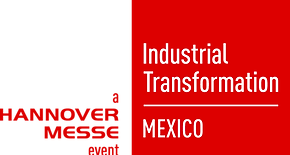 a
HANNOVER
MESSE
event
Industrial
Transformation
MEXICO